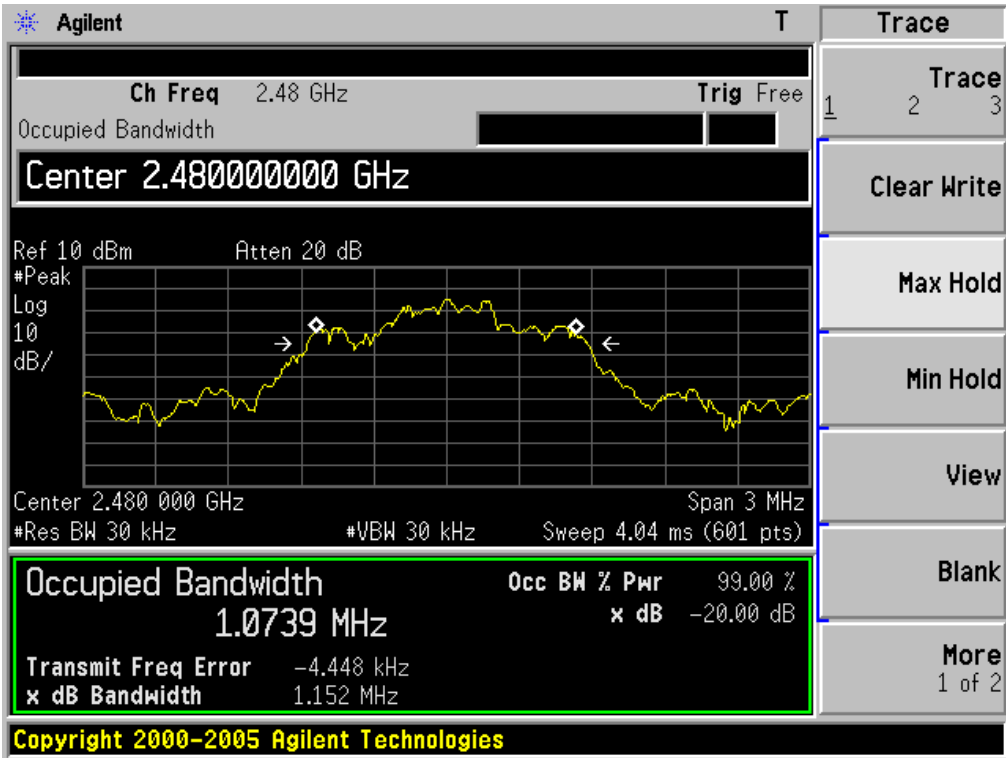 Agilent T Trace
Ch Freq 2.48 GHz Trig Free
Occupied Bandwidth
Center 2.480000000 GHz
Ref 10 dBm Atten 20 dB
#Peak
Log
10
dB/
Center 2.480 000 GHz Span 3 MHz
#Res BW 30 kHz #VBW 30 kHz Sweep 4.04 ms (601 pts)
Occupied Bandwidth Occ BW % Pwr 99.00 %
1.0739 MHz x dB -20.00 dB
Transmit Freq Error -4.448 kHz
x dB Bandwidth 1.152 MHz
Copyright 2000-2005 Agilent Technologies
Trace
1 2 3
Clear Write
Max Hold
Min Hold
View
Blank
More
1 of 2